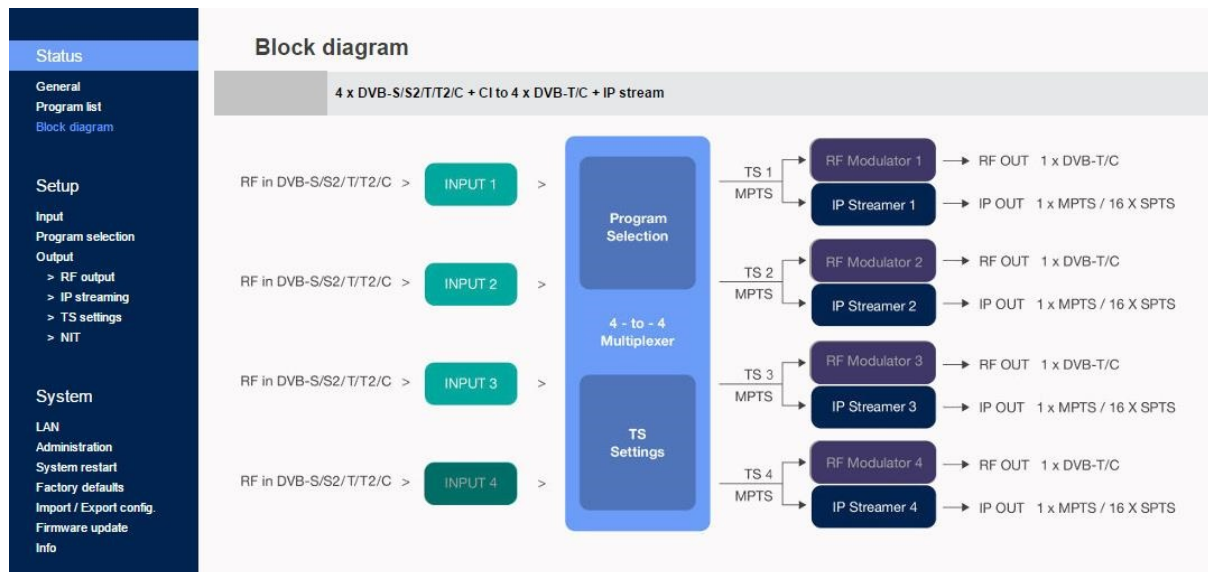 Status
General
Program list
Block diagram
Setup
Input
Program selection
Output
> RF output
> IP streaming
> TS settings
> NIT
System
LAN
Administration
System restart
Factory defaults
Import / Export config.
Firmware update
Info
Block diagram
4 x DVB-S/S2/T/T2/C + CI to 4 x DVB-T/C + IP stream
RF in DVB-S/S2/T/T2/C > INPUT 1 >
RF in DVB-S/S2/T/T2/C > INPUT 2 >
RF in DVB-S/S2/T/T2/C > INPUT 3 >
RF in DVB-S/S2/T/T2/C > INPUT 4 >
Program
Selection
4 - to - 4
Multiplexer
TS
Settings
TS 1
MPTS
RF Modulator 1 RF OUT 1 x DVB-T/C
IP Streamer 1 IP OUT 1 x MPTS / 16 X SPTS
TS 2
MPTS
RF Modulator 2 RF OUT 1 x DVB-T/C
IP Streamer 2 IP OUT 1 x MPTS / 16 X SPTS
TS 3
MPTS
RF Modulator 3 RF OUT 1 x DVB-T/C
IP Streamer 3 IP OUT 1 x MPTS / 16 X SPTS
TS 4
MPTS
RF Modulator 4 RF OUT 1 x DVB-T/C
IP Streamer 4 IP OUT 1 x MPTS / 16 X SPTS